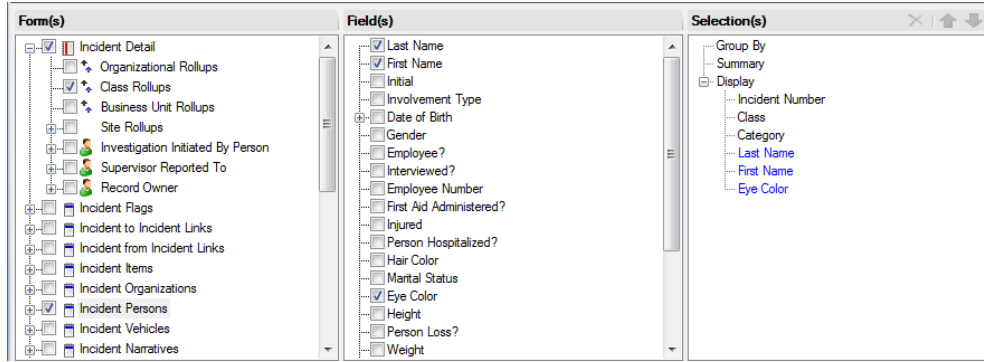 Form(s)
Incident Detail
Organizational Rollups
Class Rollups
Business Unit Rollups
Site Rollups
Investigation Initiated By Person
Supervisor Reported To
Record Owner
Incident Flags
Incident to Incident Links
Incident from Incident Links
Incident Items
Incident Organizations
Incident Persons
Incident Vehicles
Incident Narratives
Field(s)
Last Name
First Name
Initial
Involvement Type
Date of Birth
Gender
Employee?
Interviewed?
Employee Number
First Aid Administered?
Injured
Person Hospitalized?
Hair Color
Marital Status
Eye Color
Height
Person Loss?
Weight
Selection(s)
Group By
Summary
Display
Incident Number
Class
Category
Last Name
First Name
Eye Color